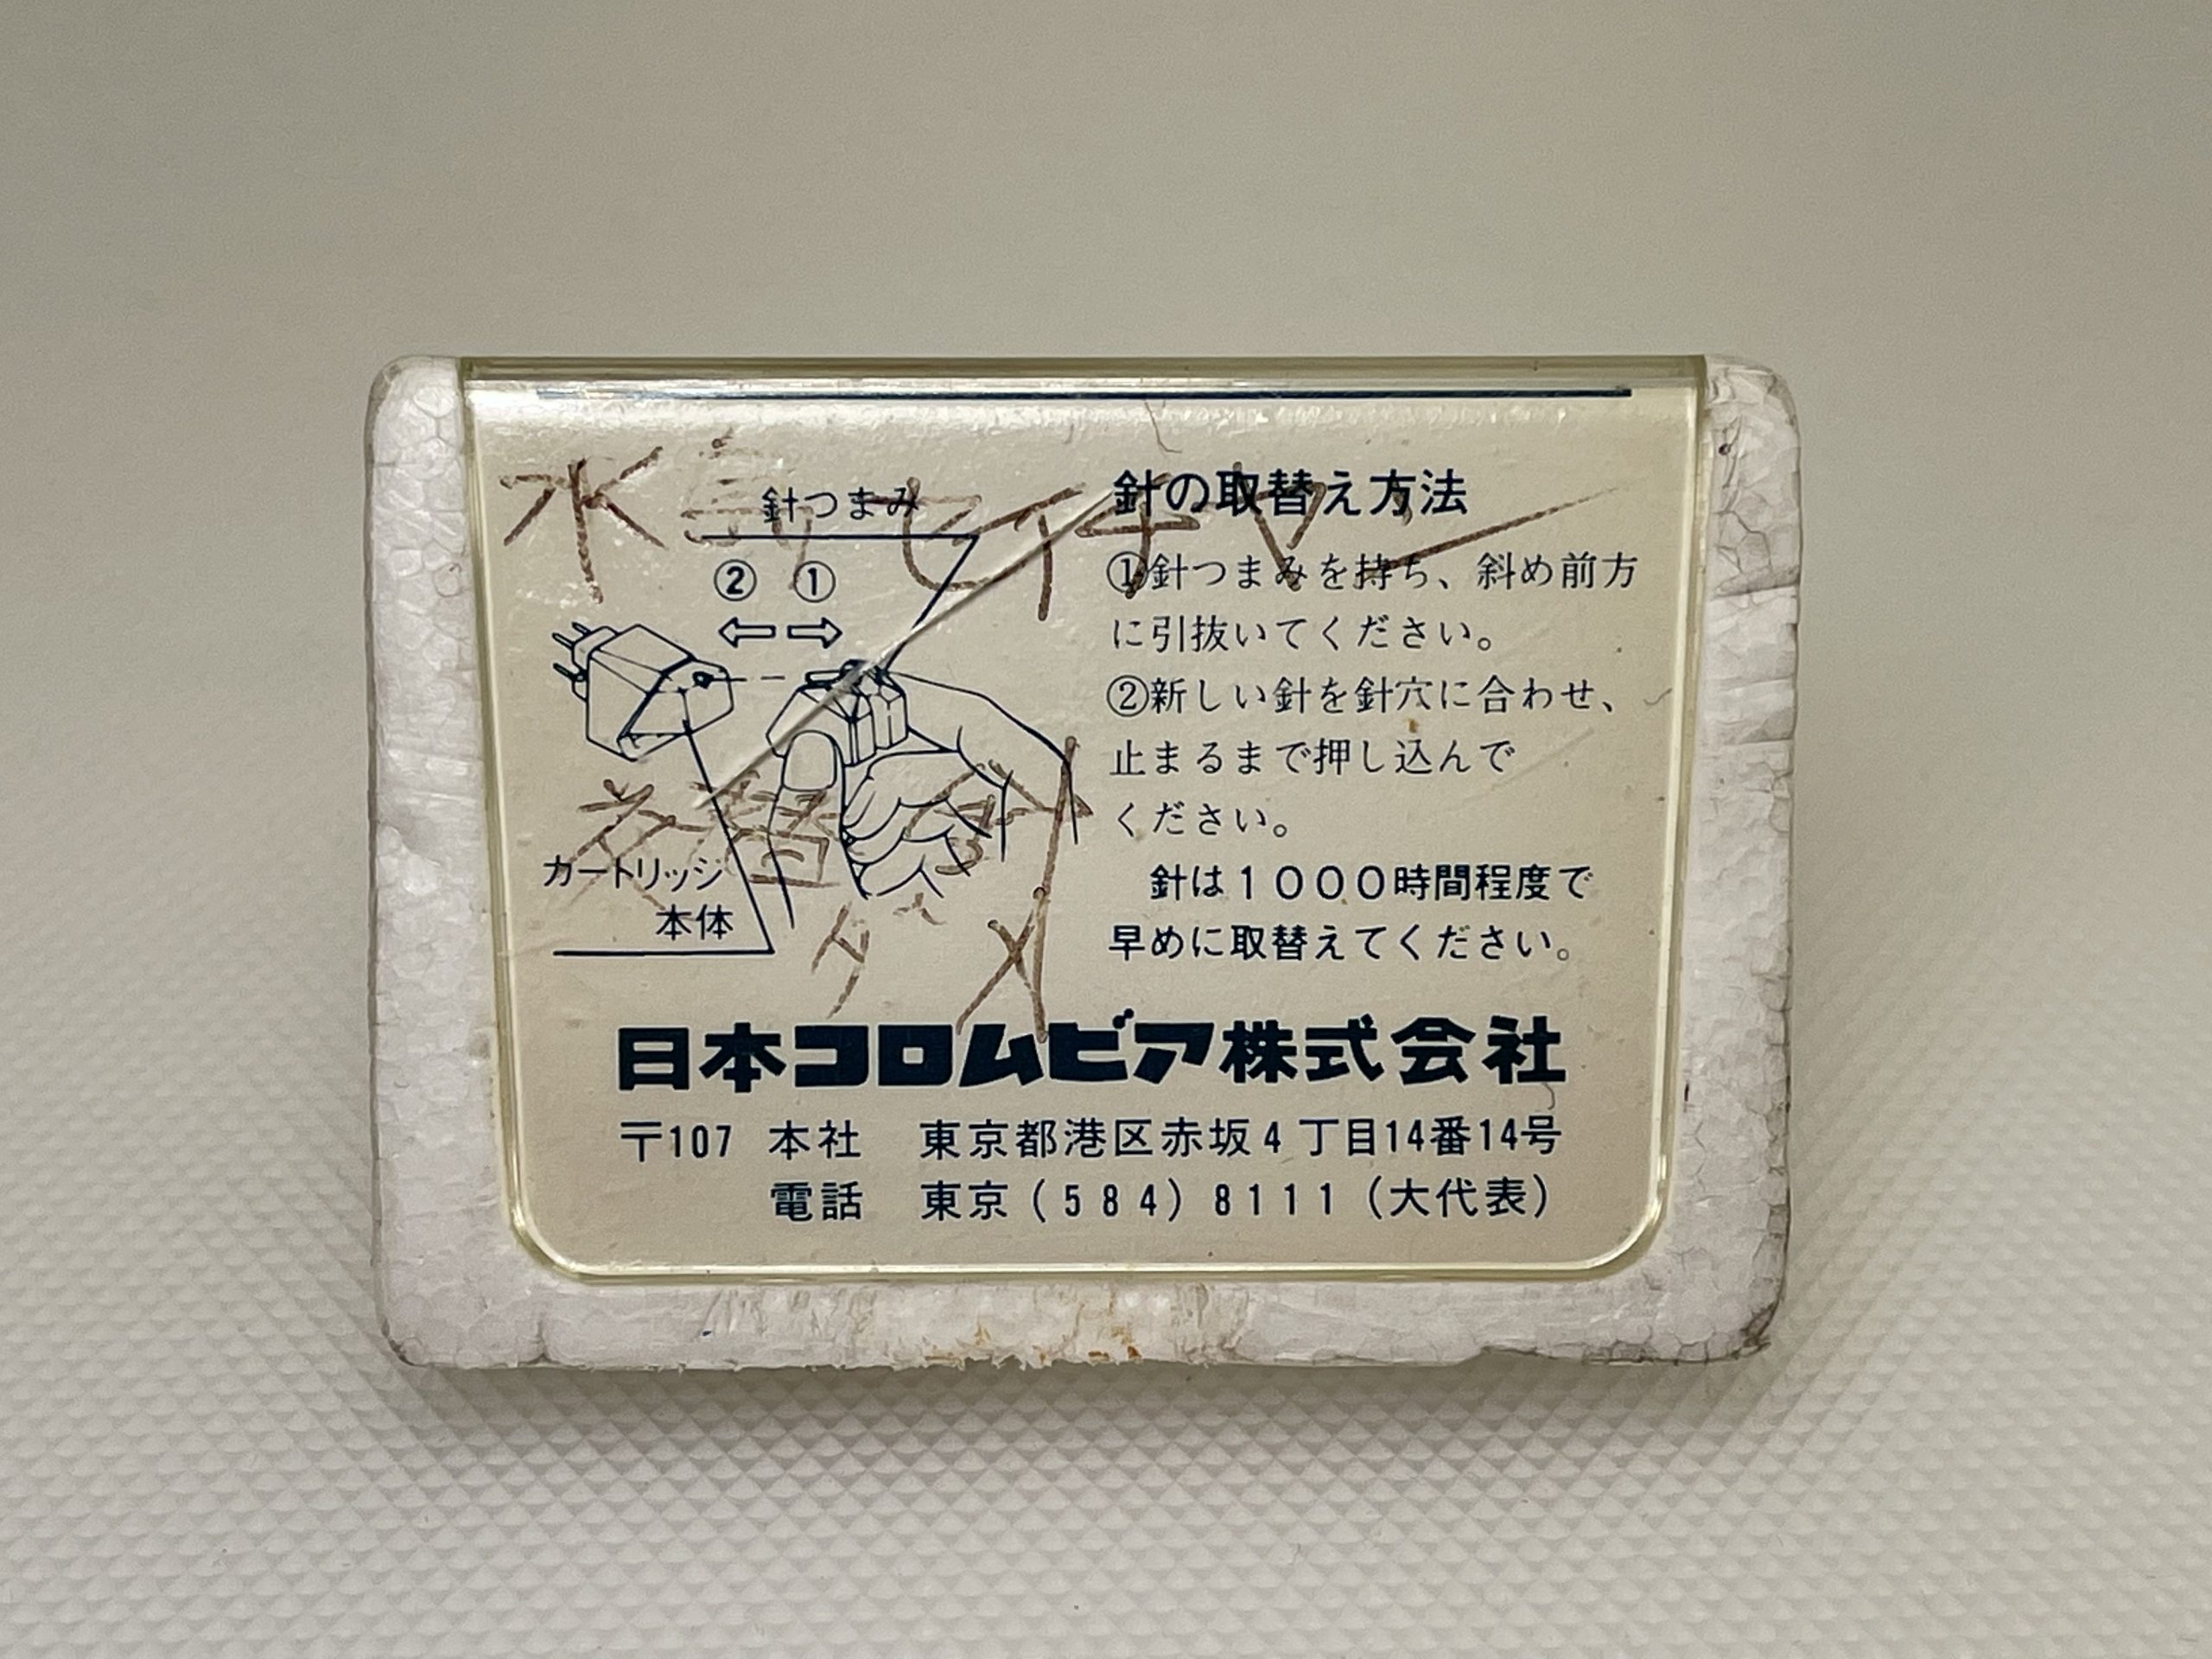 針つまみ
② ①
カートリッジ
本体
針の取替え方法
①針つまみを持ち、斜め前方
に引抜いてください。
②新しい針を針穴に合わせ、
止まるまで押し込んで
ください。
針は1000時間程度で
早めに取替えてください。
ダメ
日本コロムビア株式会社
〒107 本社 東京都港区赤坂4丁目14番14号
電話 東京(584)8111(大代表)